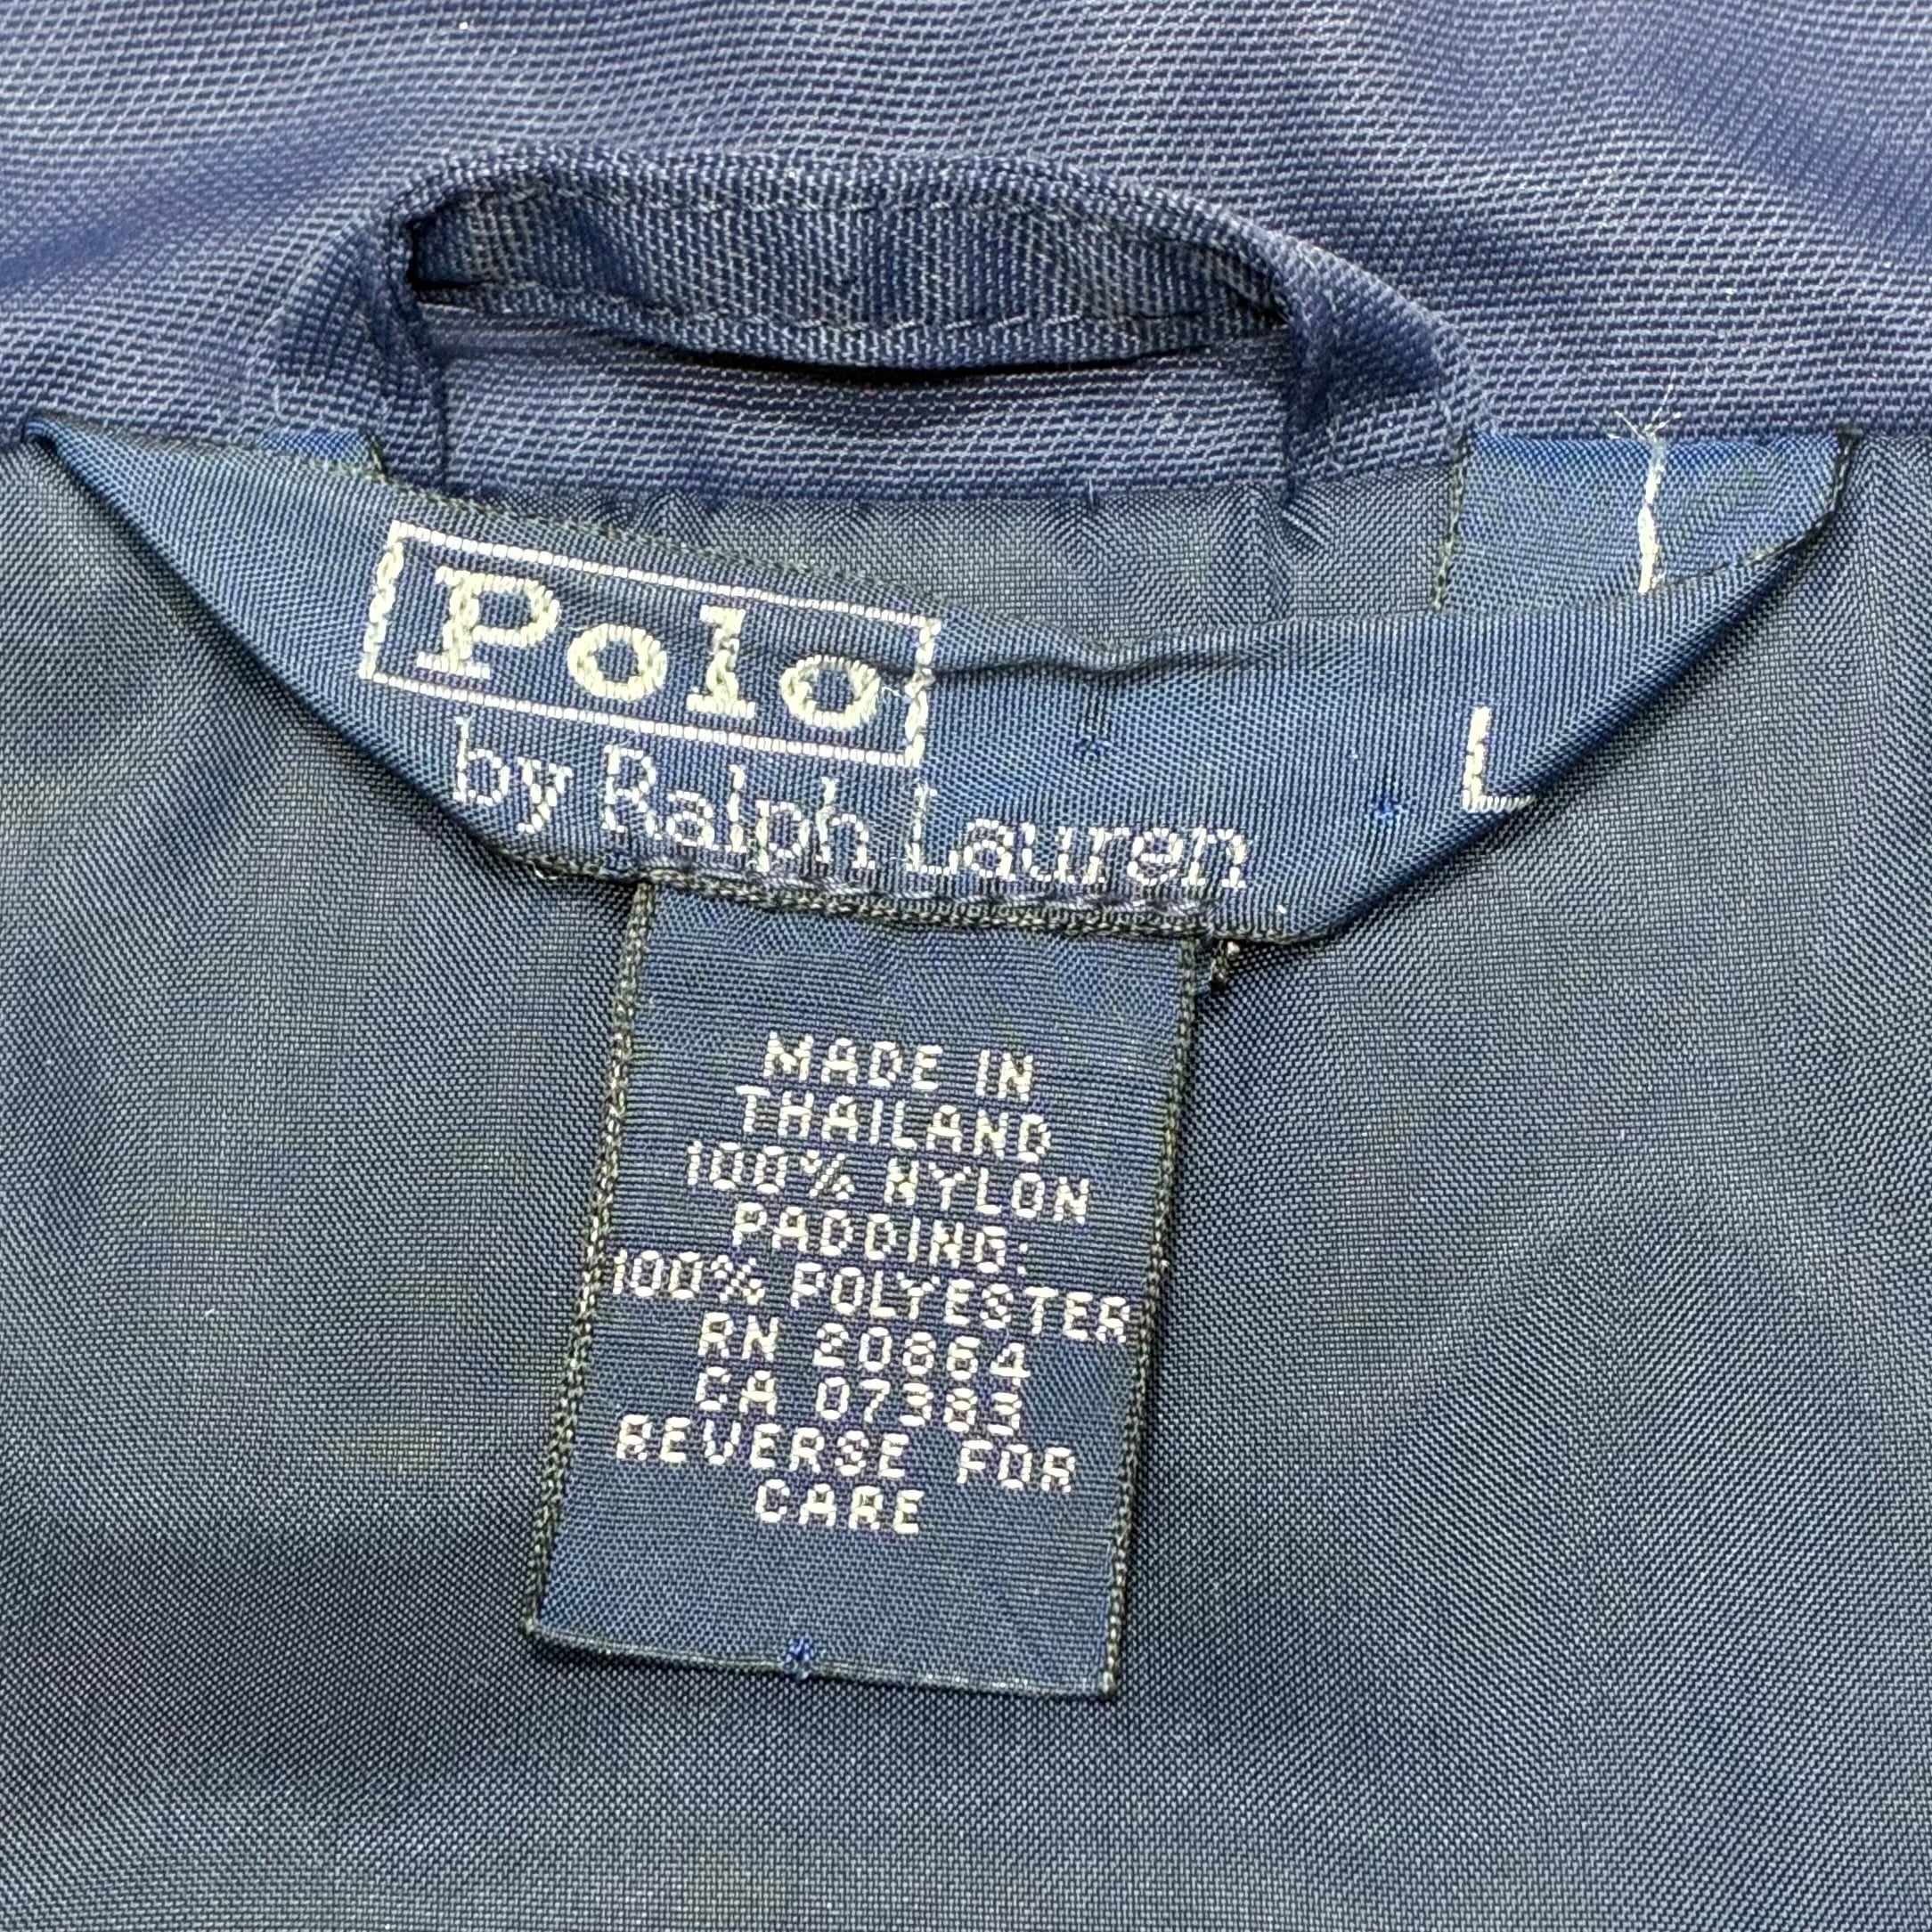 Polo
by Ralph Lauren
L
MADE IN
THAILAND
100% NYLON
PADDING:
100% POLYESTER
RN 20864
CA 07383
REVERSE FOR
CARE